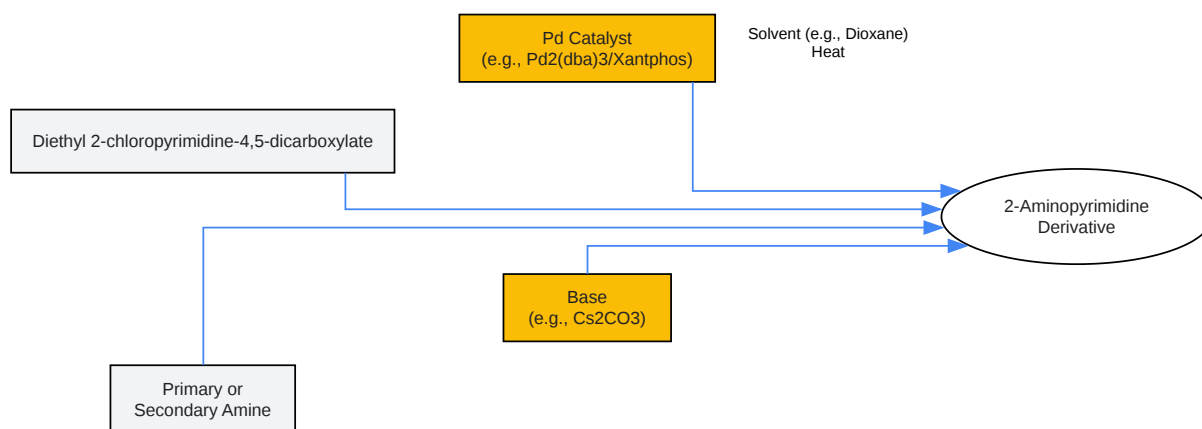 Pd Catalyst
(e.g., Pd2(dba)3/Xantphos)
Solvent (e.g., Dioxane)
Heat
Diethyl 2-chloropyrimidine-4,5-dicarboxylate
2-Aminopyrimidine
Derivative
Base
(e.g., Cs2CO3)
Primary or
Secondary Amine